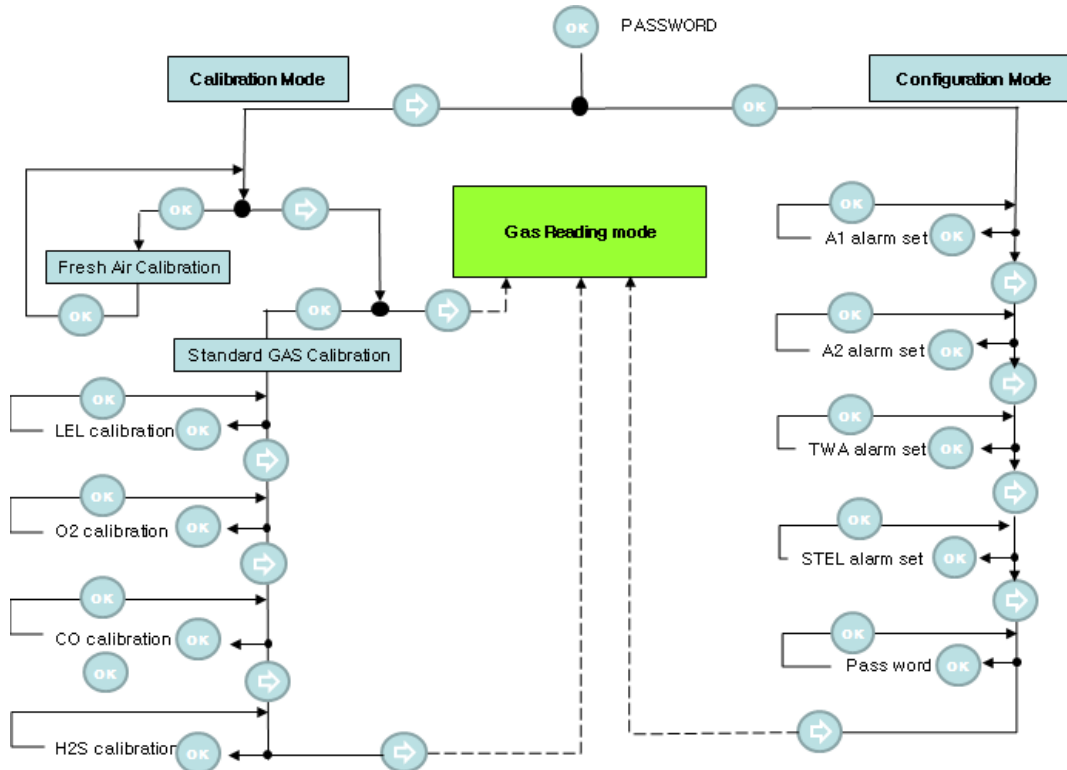 OK PASSWORD
Calibration Mode
Configuration Mode
OK
OK
OK
Gas Reading mode
A1 alarm set OK
Fresh Air Calibration
OK
OK
OK
Standard GAS Calibration
A2 alarm set OK
OK
OK
LEL calibration OK
TWA alarm set OK
OK
OK
O2 calibration OK
STEL alarm set OK
OK
OK
CO calibration OK
OK
Pass word OK
H2S calibration OK